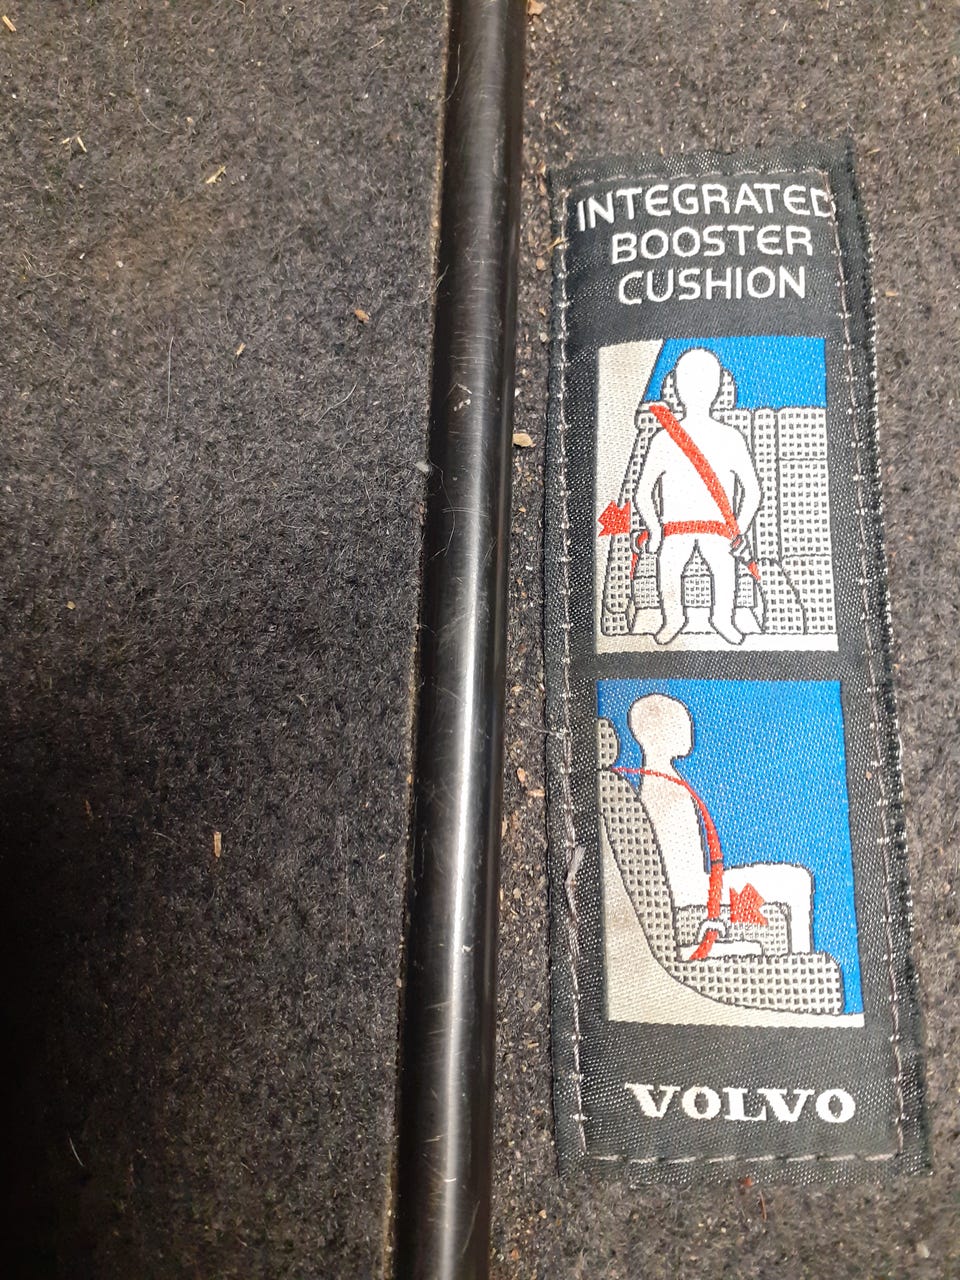 INTEGRATED
BOOSTER
CUSHION
VOLVO